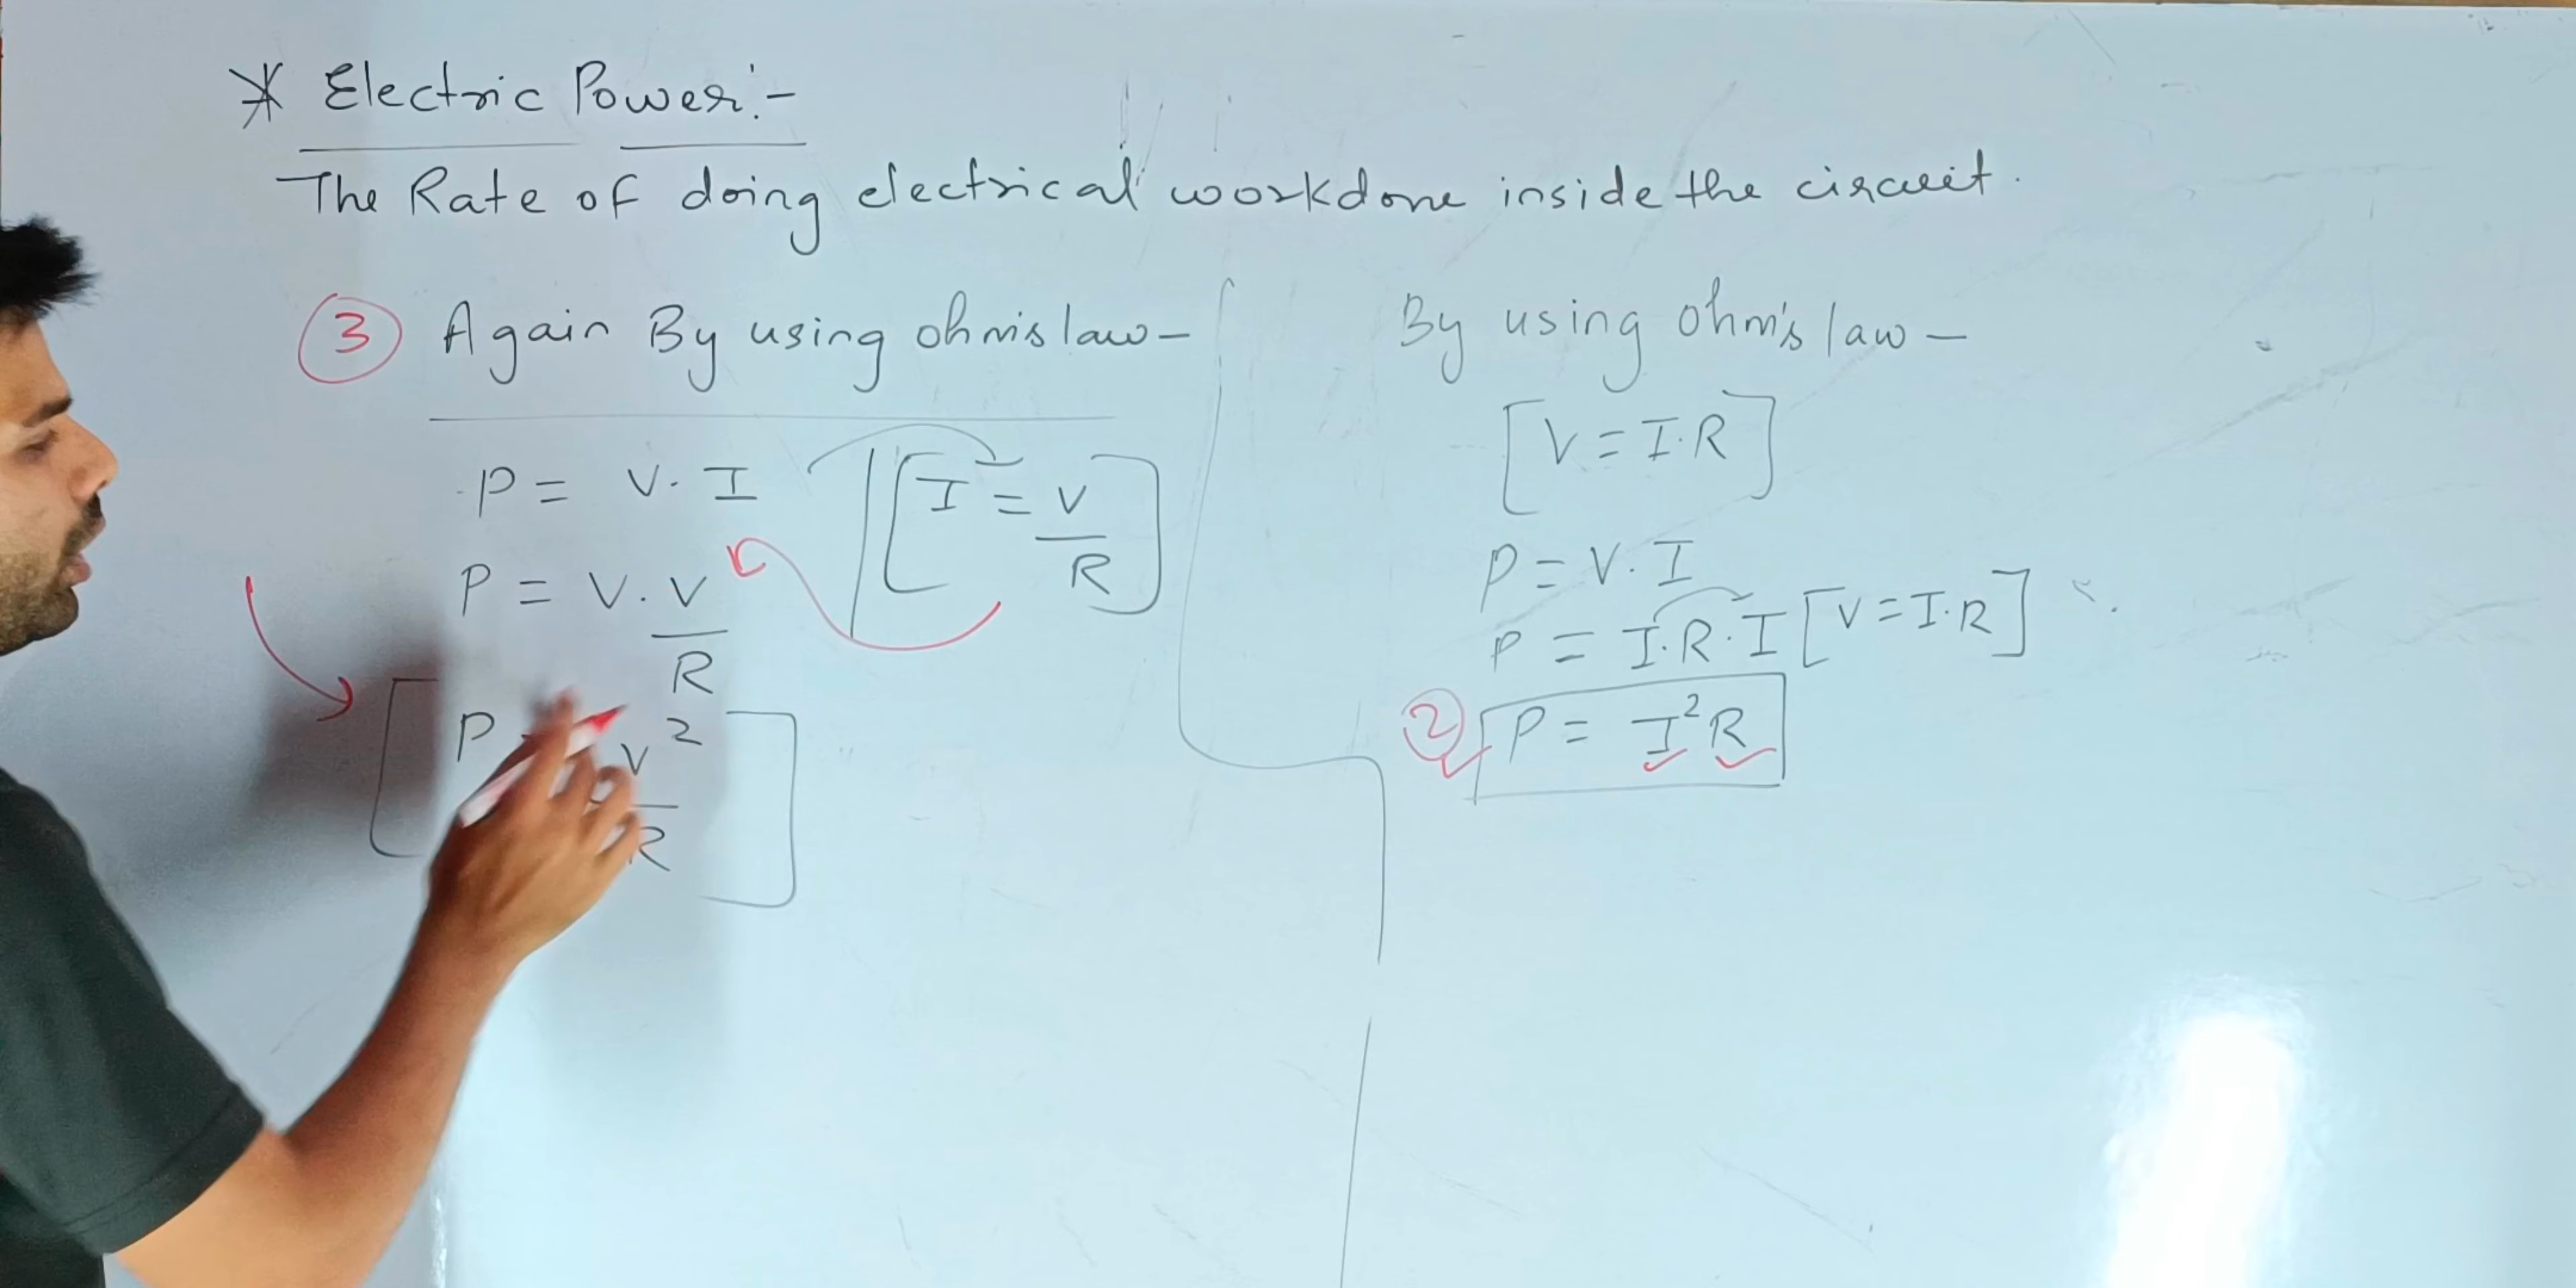 * Electric Power:-
The Rate of doing electrical workdone inside the circuit.
③ Again By using ohm's law-
P = V. I [I = V/R]
P = V. V/R
P V²/R
By using ohm's law-
[V = I.R]
P = V. I
P = I.R.I [V = I.R]
② P = I²R